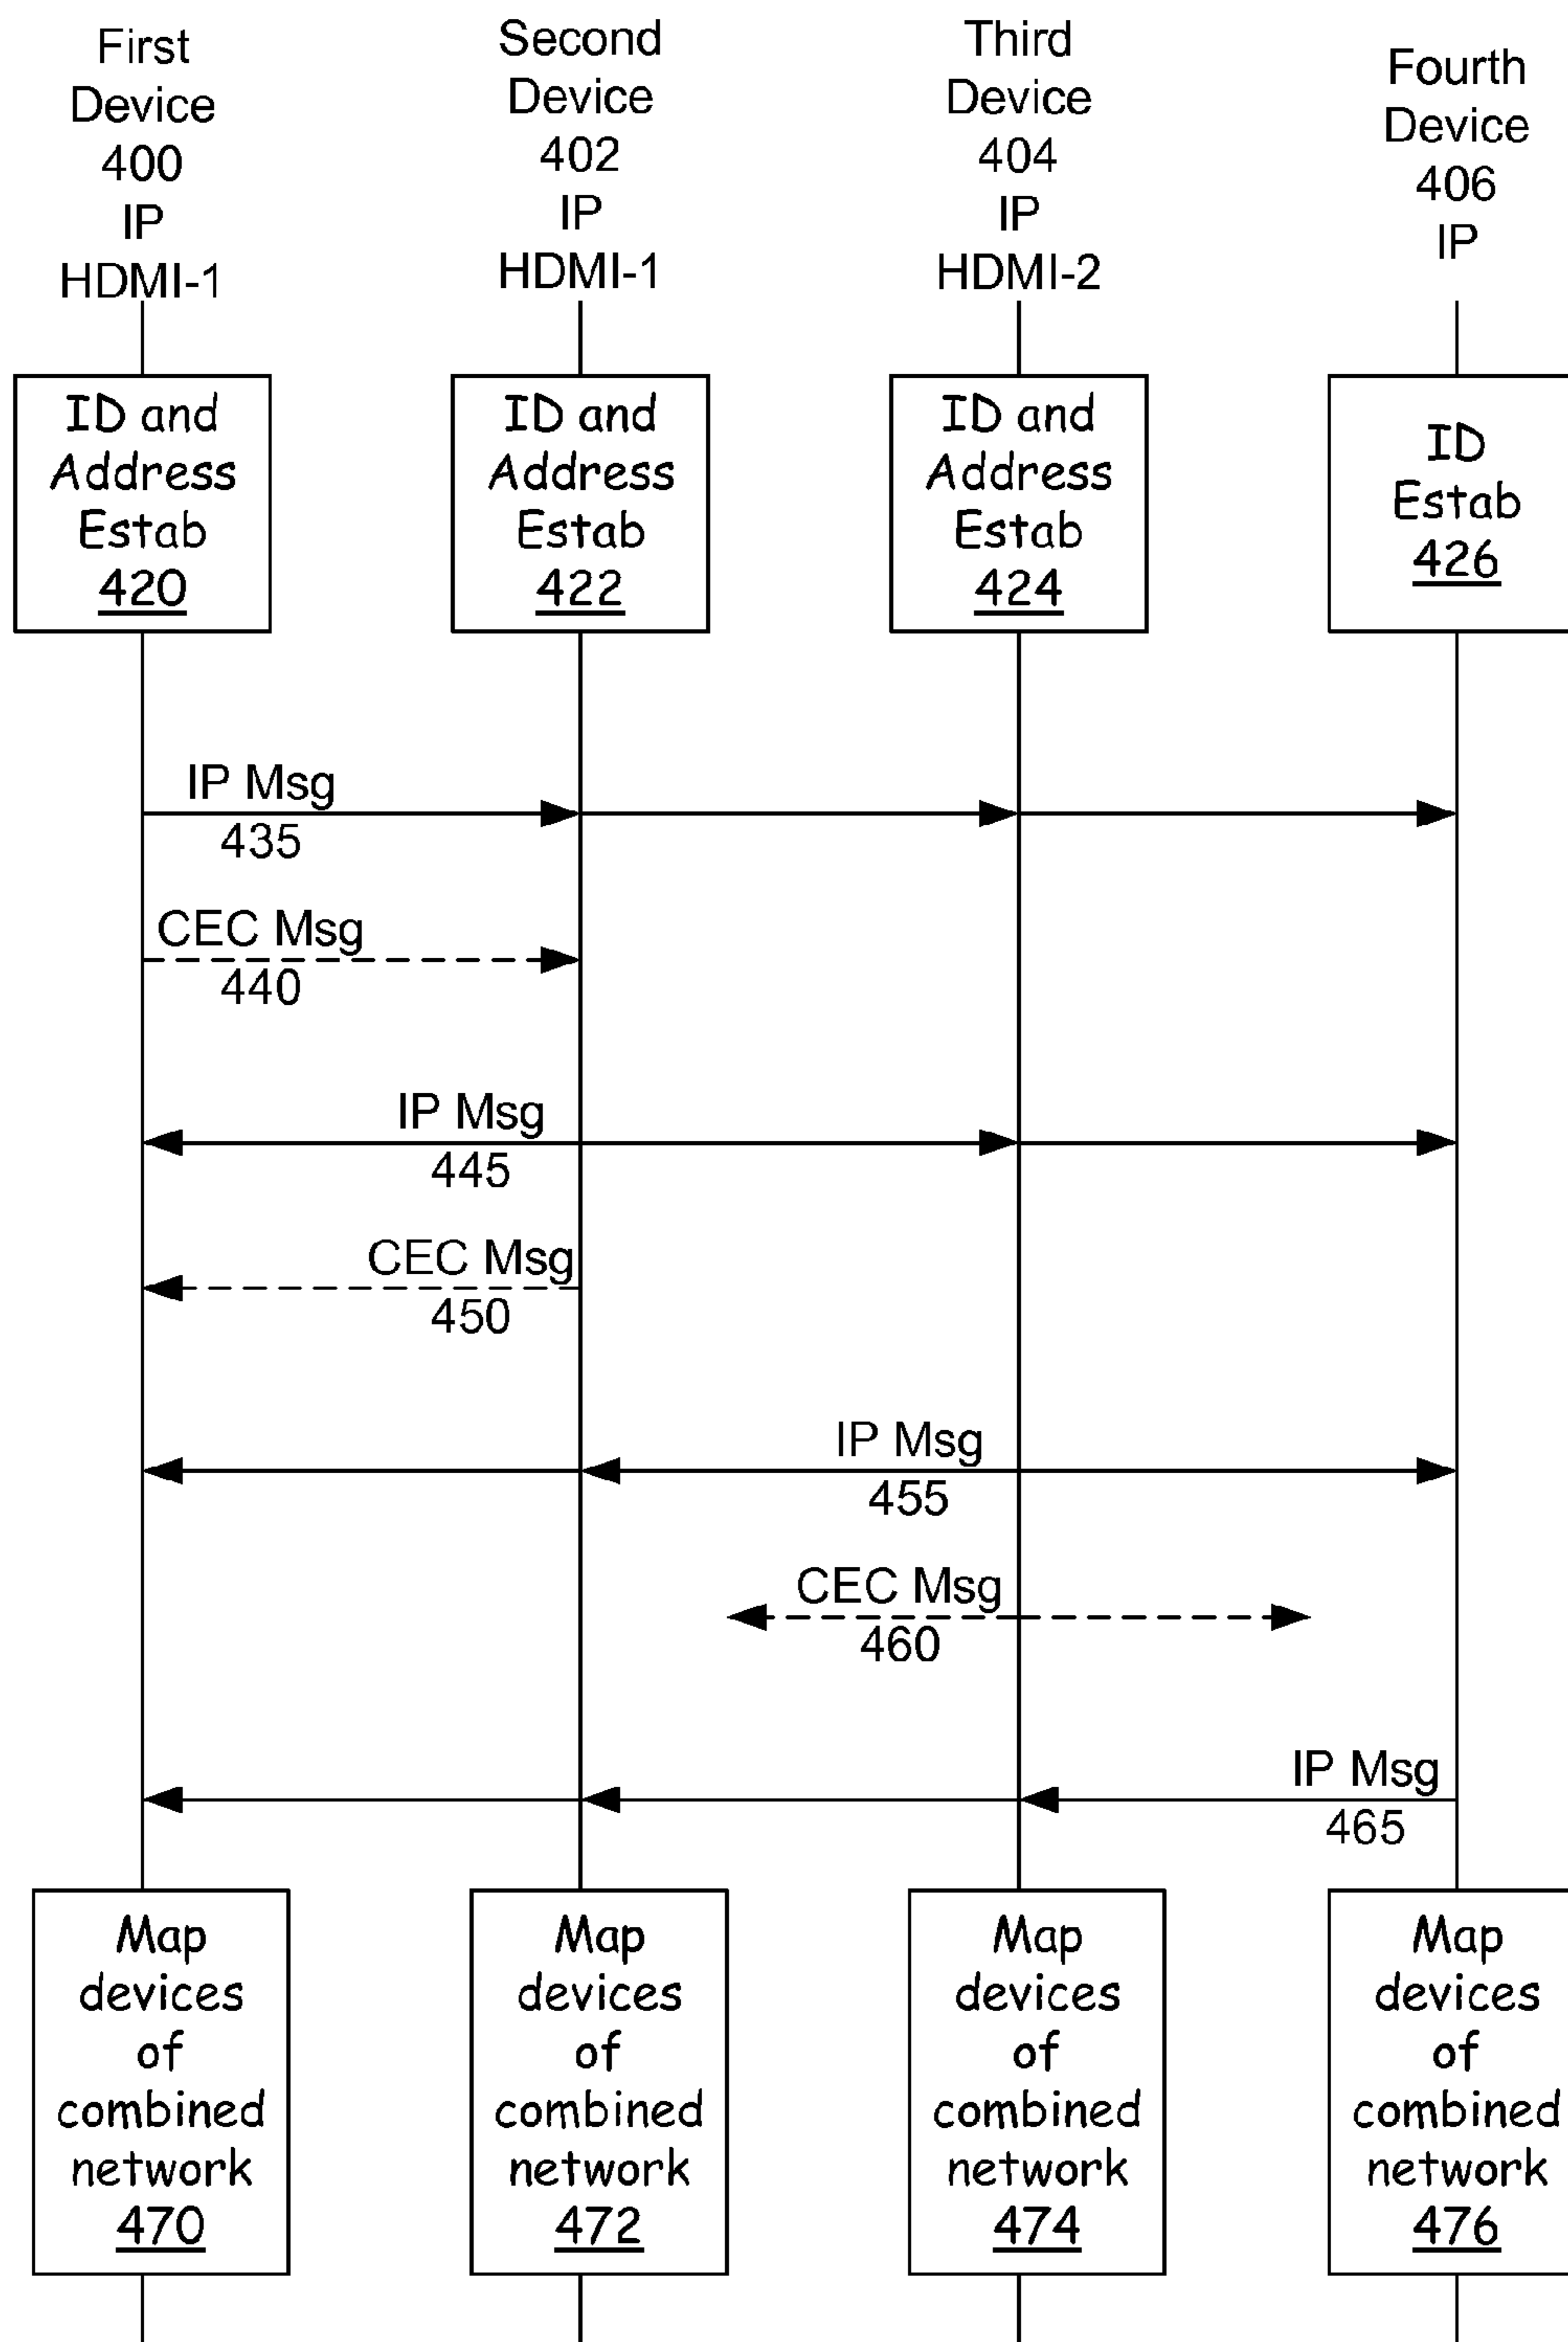 First
Device
400
IP
HDMI-1
Second
Device
402
IP
HDMI-1
Third
Device
404
IP
HDMI-2
Fourth
Device
406
IP
ID and
Address
Estab
420
ID and
Address
Estab
422
ID and
Address
Estab
424
ID
Estab
426
IP Msg
435
CEC Msg
440
IP Msg
445
CEC Msg
450
IP Msg
455
CEC Msg
460
IP Msg
465
Map
devices
of
combined
network
470
Map
devices
of
combined
network
472
Map
devices
of
combined
network
474
Map
devices
of
combined
network
476